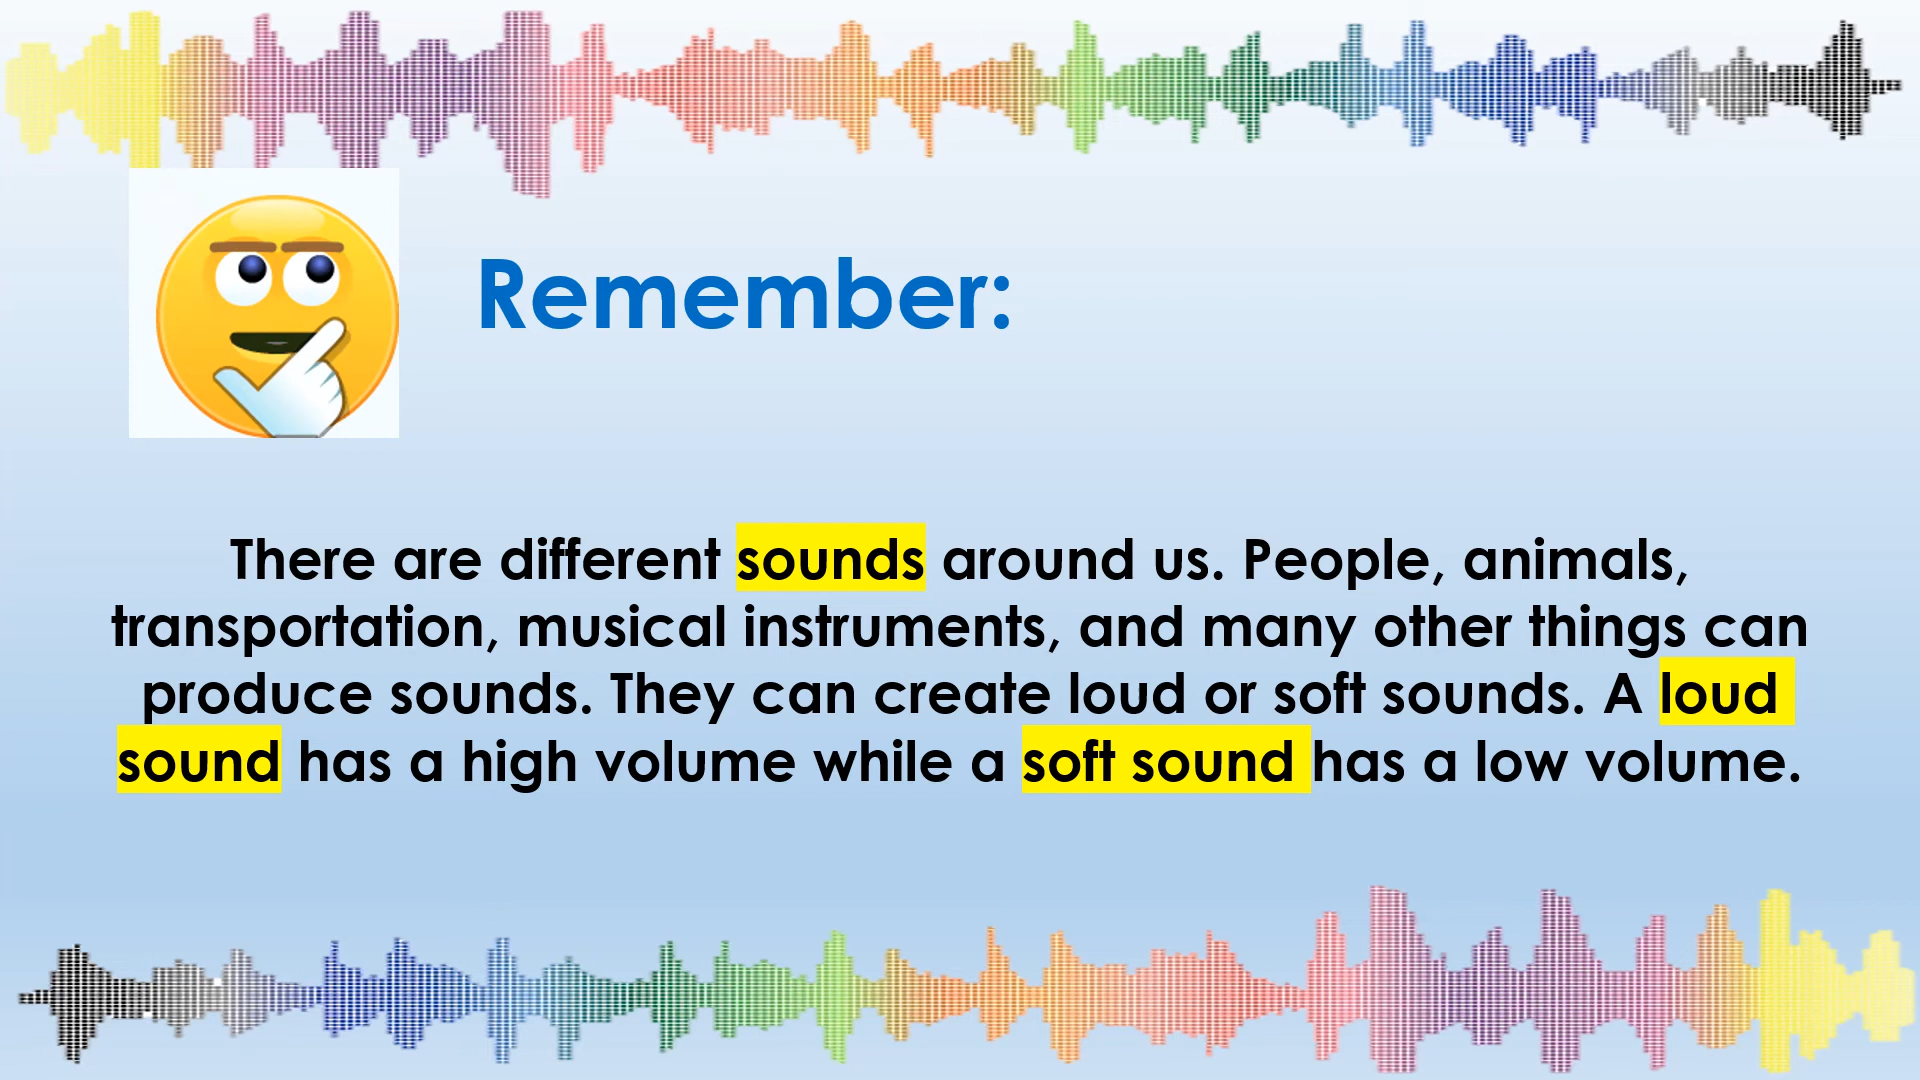 Remember:
There are different sounds around us. People, animals,
transportation, musical instruments, and many other things can
produce sounds. They can create loud or soft sounds. A loud
sound has a high volume while a soft sound has a low volume.